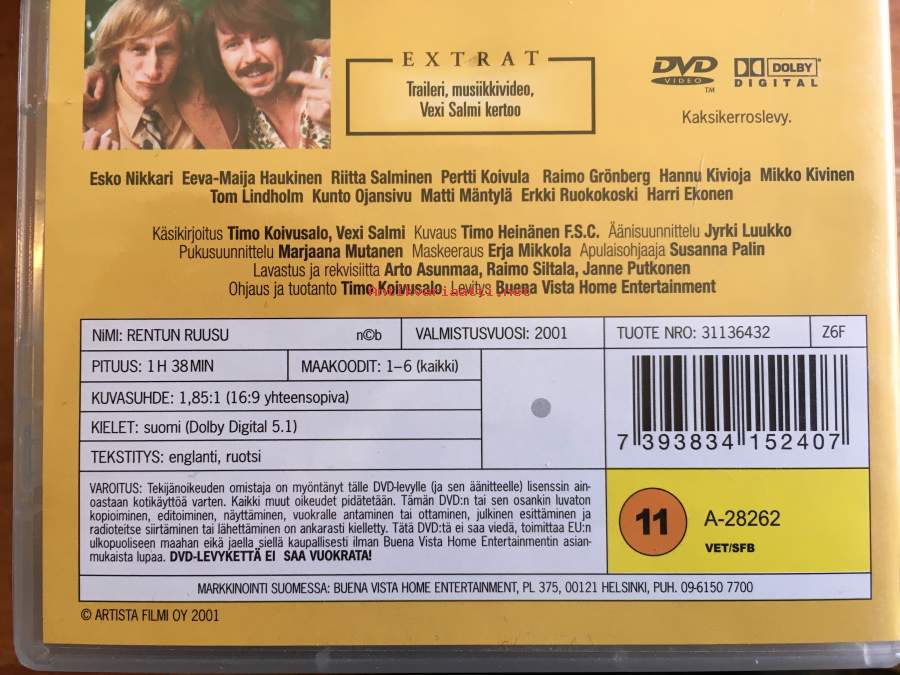 EXTRAT
Traileri, musiikkivideo,
Vexi Salmi kertoo
DVD
VIDEO
TM
DOLBY
DIGITAL
Kaksikerroslevy.
Esko Nikkari Eeva-Maija Haukinen Riitta Salminen Pertti Koivula Raimo Grönberg Hannu Kivioja Mikko Kivinen
Tom Lindholm Kunto Ojansivu Matti Mäntylä Erkki Ruokokoski Harri Ekonen
Käsikirjoitus Timo Koivusalo, Vexi Salmi Kuvaus Timo Heinänen F.S.C. Äänisuunnittelu Jyrki Luukko
Pukusuunnittelu Marjaana Mutanen Maskeeraus Erja Mikkola Apulaisohjaaja Susanna Palin
Lavastus ja rekvisiitta Arto Asunmaa, Raimo Siltala, Janne Putkonen
Ohjaus ja tuotanto Timo Koivusalo Levitys Buena Vista Home Entertainment
Antikvariaatti.net
NIMI: RENTUN RUUSU n©b VALMISTUSVUOSI: 2001 TUOTE NRO: 31136432 Z6F
PITUUS: 1 H 38 MIN MAAKOODIT: 1–6 (kaikki)
KUVASUHDE: 1,85:1 (16:9 yhteensopiva)
KIELET: suomi (Dolby Digital 5.1)
TEKSTITYS: englanti, ruotsi
7 393834 152407
VAROITUS: Tekijänoikeuden omistaja on myöntänyt tälle DVD-levylle (ja sen äänitteelle) lisenssin ain-
oastaan kotikäyttöä varten. Kaikki muut oikeudet pidätetään. Tämän DVD:n tai sen osankin luvaton
kopioiminen, editoiminen, näyttäminen, vuokralle antaminen tai ottaminen, julkinen esittäminen ja
radioteitse siirtäminen tai lähettäminen on ankarasti kielletty. Tätä DVD:tä ei saa viedä, toimittaa EU:n
ulkopuoliseen maahan eikä jaella siellä kaupallisesti ilman Buena Vista Home Entertainmentin asian-
mukaista lupaa. DVD-LEVYKETTÄ EI SAA VUOKRATA!
11 A-28262
VET/SFB
MARKKINOINTI SUOMESSA: BUENA VISTA HOME ENTERTAINMENT, PL 375, 00121 HELSINKI, PUH. 09-6150 7700
© ARTISTA FILMI OY 2001